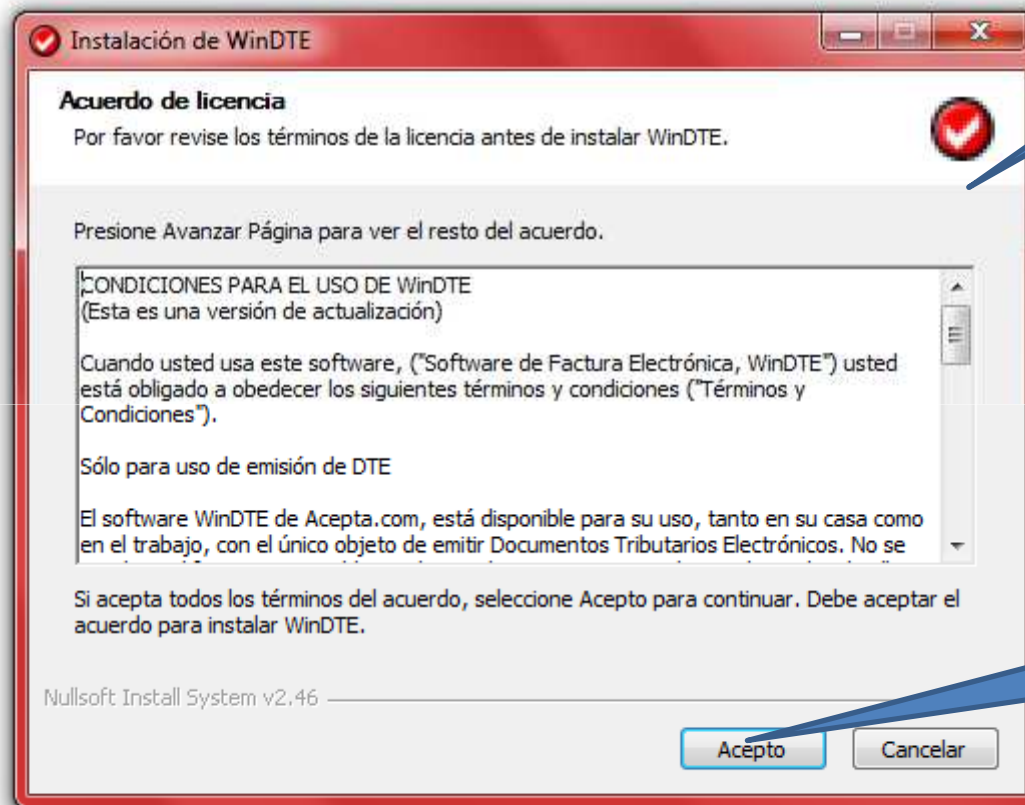 Instalación de WinDTE
Acuerdo de licencia
Por favor revise los términos de la licencia antes de instalar WinDTE.
Presione Avanzar Página para ver el resto del acuerdo.
CONDICIONES PARA EL USO DE WinDTE
(Esta es una versión de actualización)
Cuando usted usa este software, ("Software de Factura Electrónica, WinDTE") usted
está obligado a obedecer los siguientes términos y condiciones ("Términos y
Condiciones").
Sólo para uso de emisión de DTE
El software WinDTE de Acepta.com, está disponible para su uso, tanto en su casa como
en el trabajo, con el único objeto de emitir Documentos Tributarios Electrónicos. No se
Si acepta todos los términos del acuerdo, seleccione Acepto para continuar. Debe aceptar el
acuerdo para instalar WinDTE.
Nullsoft Install System v2.46
Acepto
Cancelar